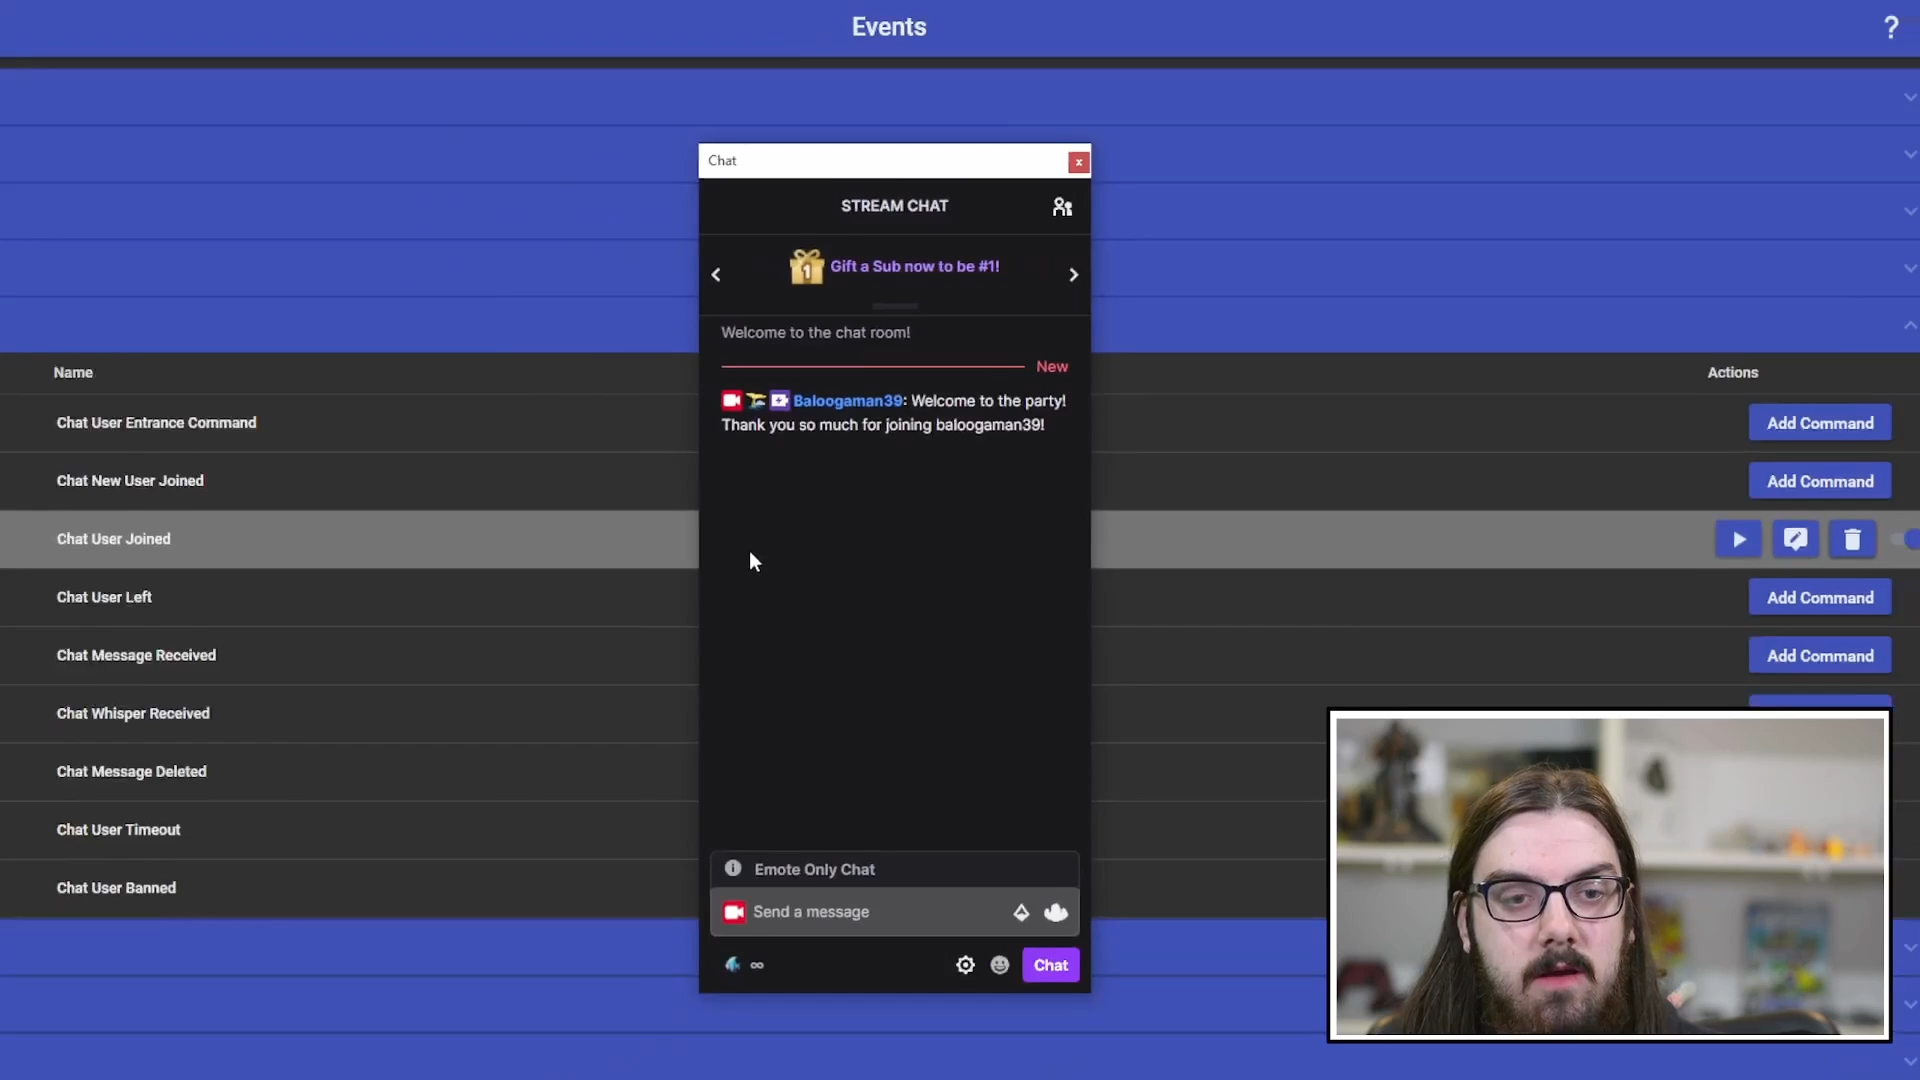 Events
?
Chat
x
STREAM CHAT
1
Gift a Sub now to be #1!
Welcome to the chat room!
New
Baloogaman39: Welcome to the party!
Thank you so much for joining baloogaman39!
Name
Actions
Chat User Entrance Command
Add Command
Chat New User Joined
Add Command
Chat User Joined
Chat User Left
Add Command
Chat Message Received
Add Command
Chat Whisper Received
Chat Message Deleted
Chat User Timeout
Chat User Banned
Emote Only Chat
Send a message
∞
Chat